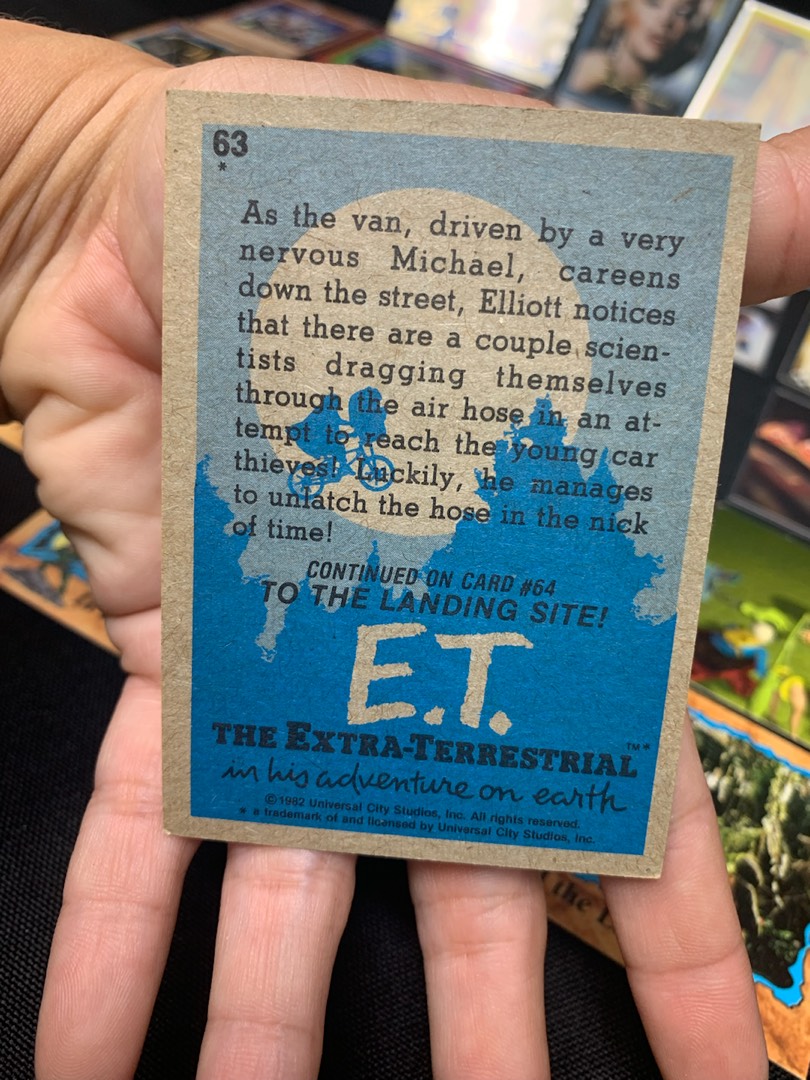 63
*
As the van, driven by a very
nervous Michael, careens
down the street, Elliott notices
that there are a couple scien-
tists dragging themselves
through the air hose in an at-
tempt to reach the young car
thieves! Luckily, he manages
to unlatch the hose in the nick
of time!
CONTINUED ON CARD #64
TO THE LANDING SITE!
E.T.
THE EXTRA-TERRESTRIAL ™*
in his adventure on earth
©1982 Universal City Studios, Inc. All rights reserved.
* a trademark of and licensed by Universal City Studios, Inc.
the